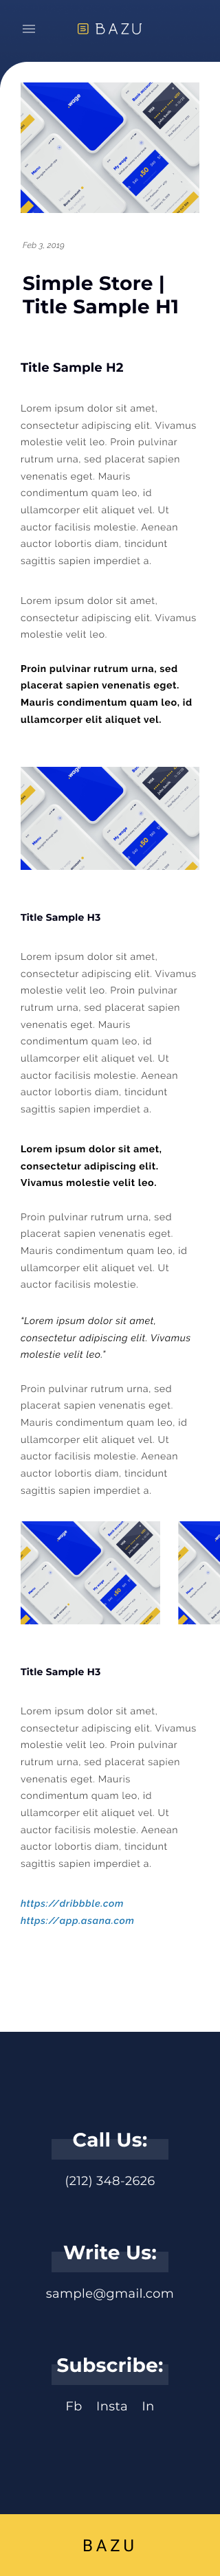 BAZU
.wage
My wage
$50
Feb 3, 2019
Simple Store |
Title Sample H1
Title Sample H2
Lorem ipsum dolor sit amet,
consectetur adipiscing elit. Vivamus
molestie velit leo. Proin pulvinar
rutrum urna, sed placerat sapien
venenatis eget. Mauris
condimentum quam leo, id
ullamcorper elit aliquet vel. Ut
auctor facilisis molestie. Aenean
auctor lobortis diam, tincidunt
sagittis sapien imperdiet a.
Lorem ipsum dolor sit amet,
consectetur adipiscing elit. Vivamus
molestie velit leo.
Proin pulvinar rutrum urna, sed
placerat sapien venenatis eget.
Mauris condimentum quam leo, id
ullamcorper elit aliquet vel.
My wage
$50
Title Sample H3
Lorem ipsum dolor sit amet,
consectetur adipiscing elit. Vivamus
molestie velit leo. Proin pulvinar
rutrum urna, sed placerat sapien
venenatis eget. Mauris
condimentum quam leo, id
ullamcorper elit aliquet vel. Ut
auctor facilisis molestie. Aenean
auctor lobortis diam, tincidunt
sagittis sapien imperdiet a.
Lorem ipsum dolor sit amet,
consectetur adipiscing elit.
Vivamus molestie velit leo.
Proin pulvinar rutrum urna, sed
placerat sapien venenatis eget.
Mauris condimentum quam leo, id
ullamcorper elit aliquet vel. Ut
auctor facilisis molestie.
"Lorem ipsum dolor sit amet,
consectetur adipiscing elit. Vivamus
molestie velit leo."
Proin pulvinar rutrum urna, sed
placerat sapien venenatis eget.
Mauris condimentum quam leo, id
ullamcorper elit aliquet vel. Ut
auctor facilisis molestie. Aenean
auctor lobortis diam, tincidunt
sagittis sapien imperdiet a.
.wage
My wage
$50
Title Sample H3
Lorem ipsum dolor sit amet,
consectetur adipiscing elit. Vivamus
molestie velit leo. Proin pulvinar
rutrum urna, sed placerat sapien
venenatis eget. Mauris
condimentum quam leo, id
ullamcorper elit aliquet vel. Ut
auctor facilisis molestie. Aenean
auctor lobortis diam, tincidunt
sagittis sapien imperdiet a.
https://dribbble.com
https://app.asana.com
Call Us:
(212) 348-2626
Write Us:
sample@gmail.com
Subscribe:
Fb Insta In
BAZU